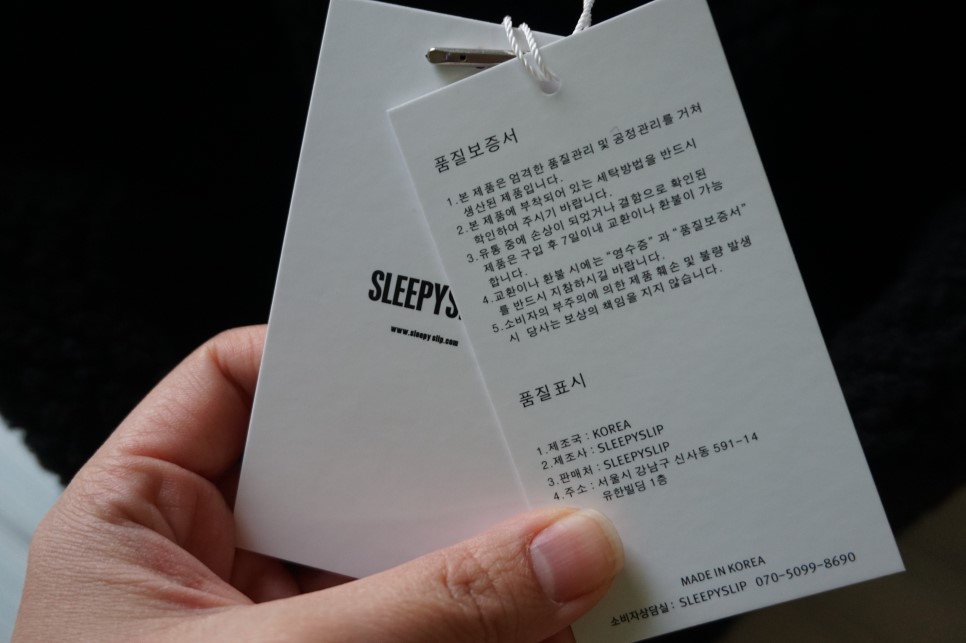 SLEEPYS
www.sleepyslip.com
품질보증서
1.본 제품은 엄격한 품질관리 및 공정관리를 거쳐
생산된 제품입니다.
2.본 제품에 부착되어 있는 세탁방법을 반드시
확인하여 주시기 바랍니다.
3.유통 중에 손상이 되었거나 결함으로 확인된
제품은 구입 후 7일이내 교환이나 환불이 가능
합니다.
4.교환이나 환불 시에는 "영수증" 과 "품질보증서"
를 반드시 지참하시길 바랍니다.
5.소비자의 부주의에 의한 제품 훼손 및 불량 발생
시 당사는 보상의 책임을 지지 않습니다.
품질표시
1.제조국 : KOREA
2.제조사 : SLEEPYSLIP
3.판매처 : SLEEPYSLIP
4.주소 : 서울시 강남구 신사동 591-14
유한빌딩 1층
MADE IN KOREA
소비자상담실 : SLEEPYSLIP 070-5099-8690